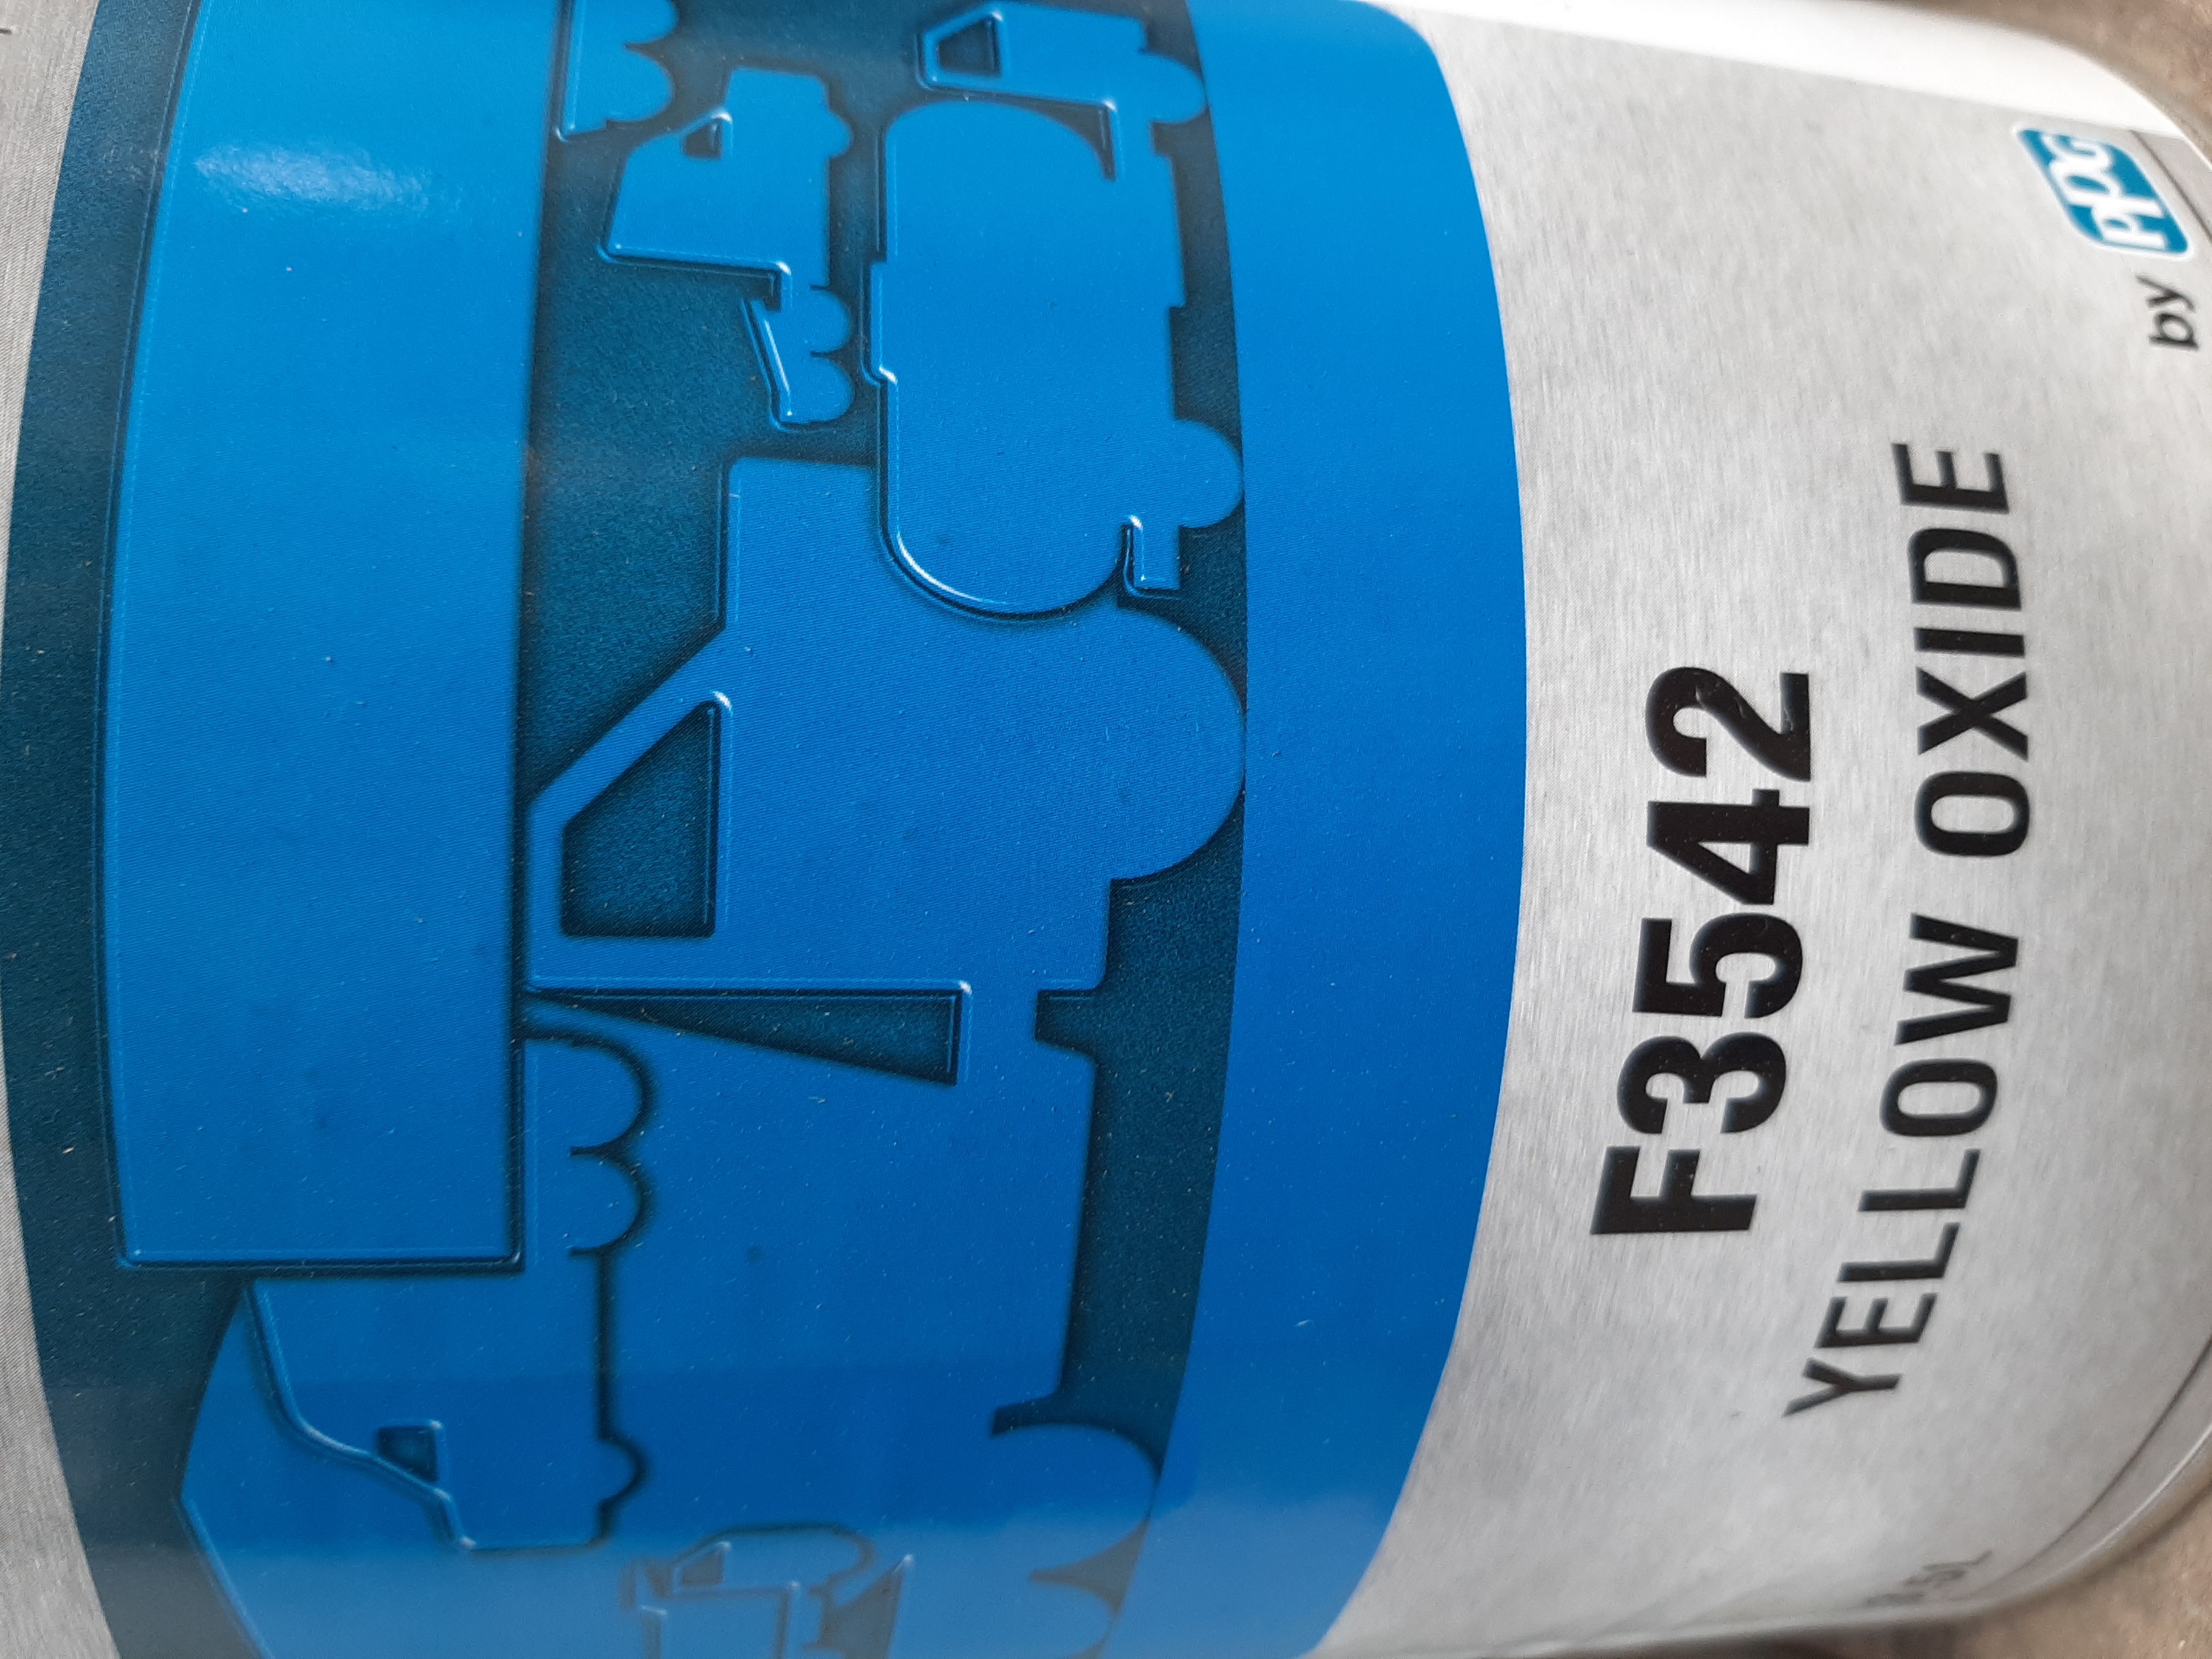 F3542
YELLOW OXIDE
by PPG